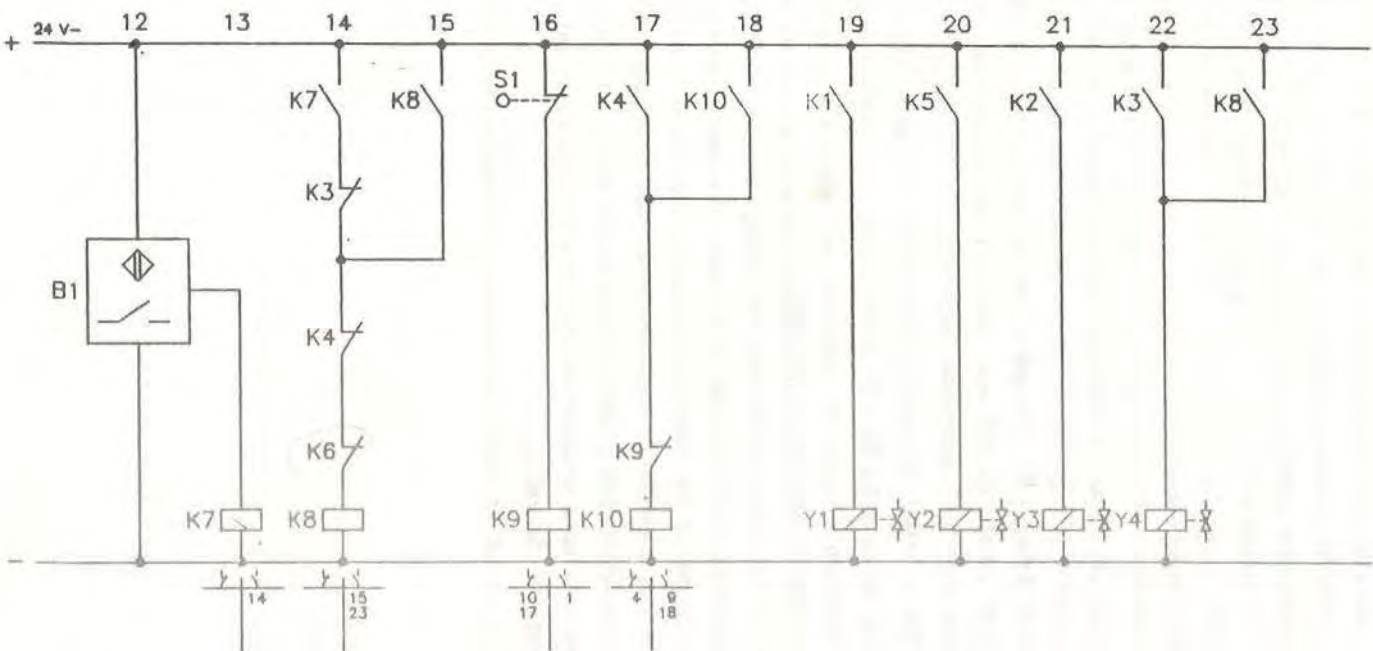 12 13 14 15 16 17 18 19 20 21 22 23
+ 24 V-
S1
K7 K8 K4 K10 K1 K5 K2 K3 K8
K3
B1
K4
K6 K9
K7 K8 K9 K10 Y1 Y2 Y3 Y4
-
14 15 10 1 4 9
23 17 18